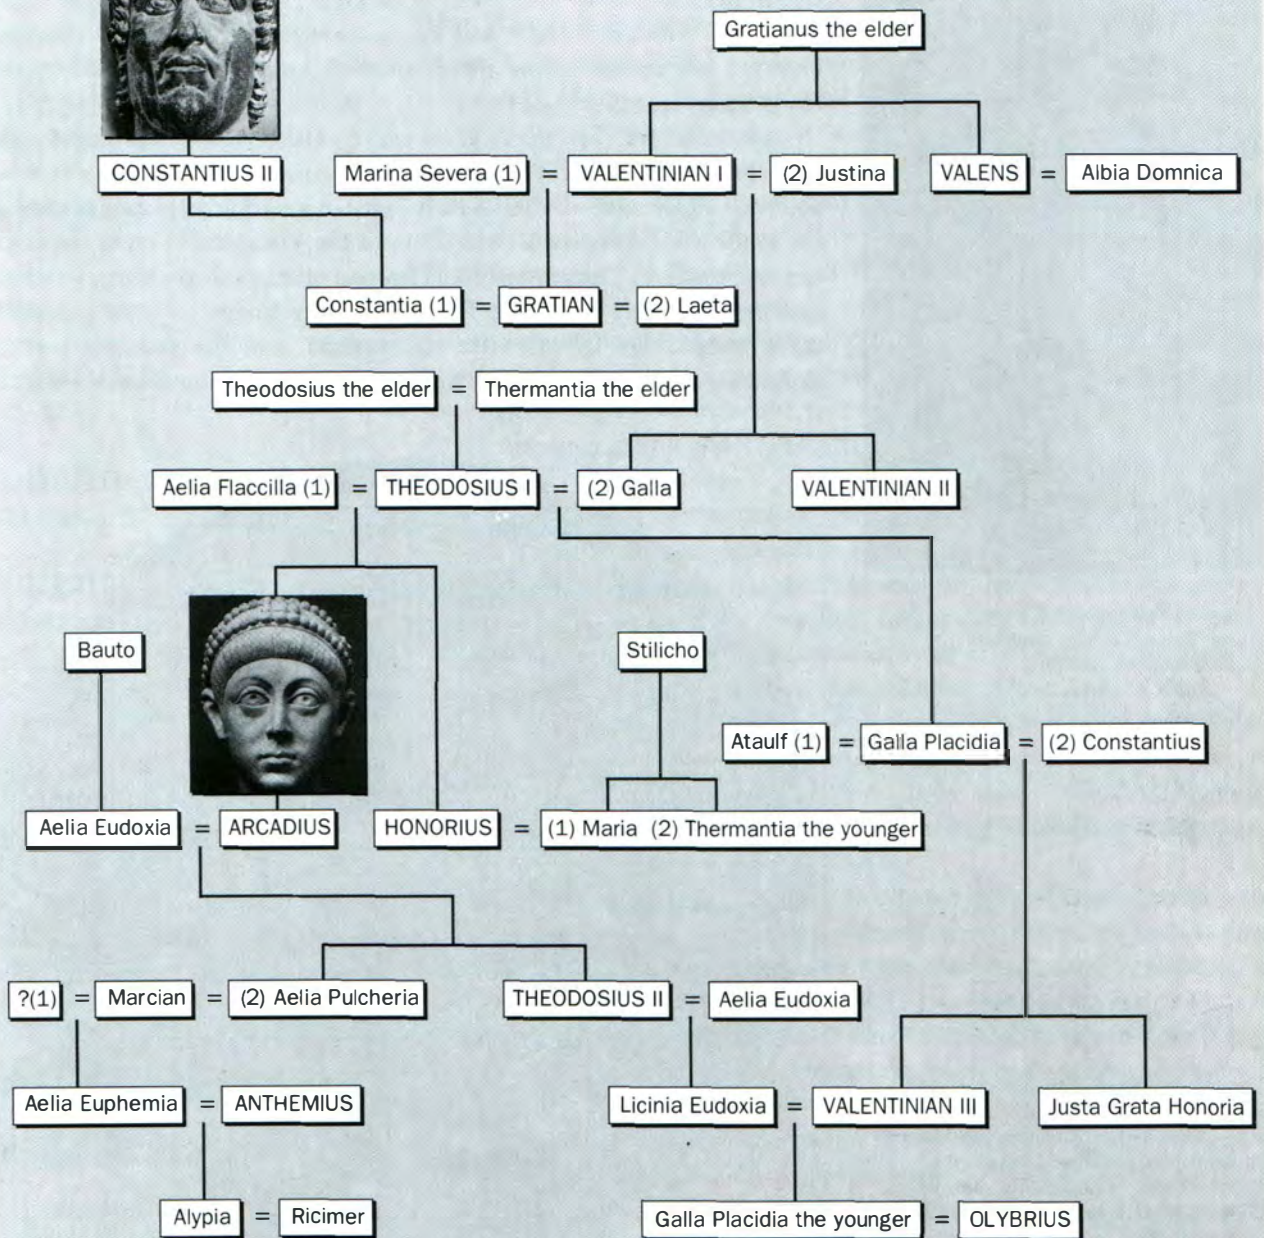 Gratianus the elder
CONSTANTIUS II
Marina Severa (1) = VALENTINIAN I = (2) Justina
VALENS = Albia Domnica
Constantia (1) = GRATIAN = (2) Laeta
Theodosius the elder = Thermantia the elder
Aelia Flaccilla (1) = THEODOSIUS I = (2) Galla
VALENTINIAN II
Bauto
Stilicho
Ataulf (1) = Galla Placidia = (2) Constantius
Aelia Eudoxia = ARCADIUS
HONORIUS = (1) Maria (2) Thermantia the younger
?(1) = Marcian = (2) Aelia Pulcheria
THEODOSIUS II = Aelia Eudoxia
Aelia Euphemia = ANTHEMIUS
Licinia Eudoxia = VALENTINIAN III
Justa Grata Honoria
Alypia = Ricimer
Galla Placidia the younger = OLYBRIUS